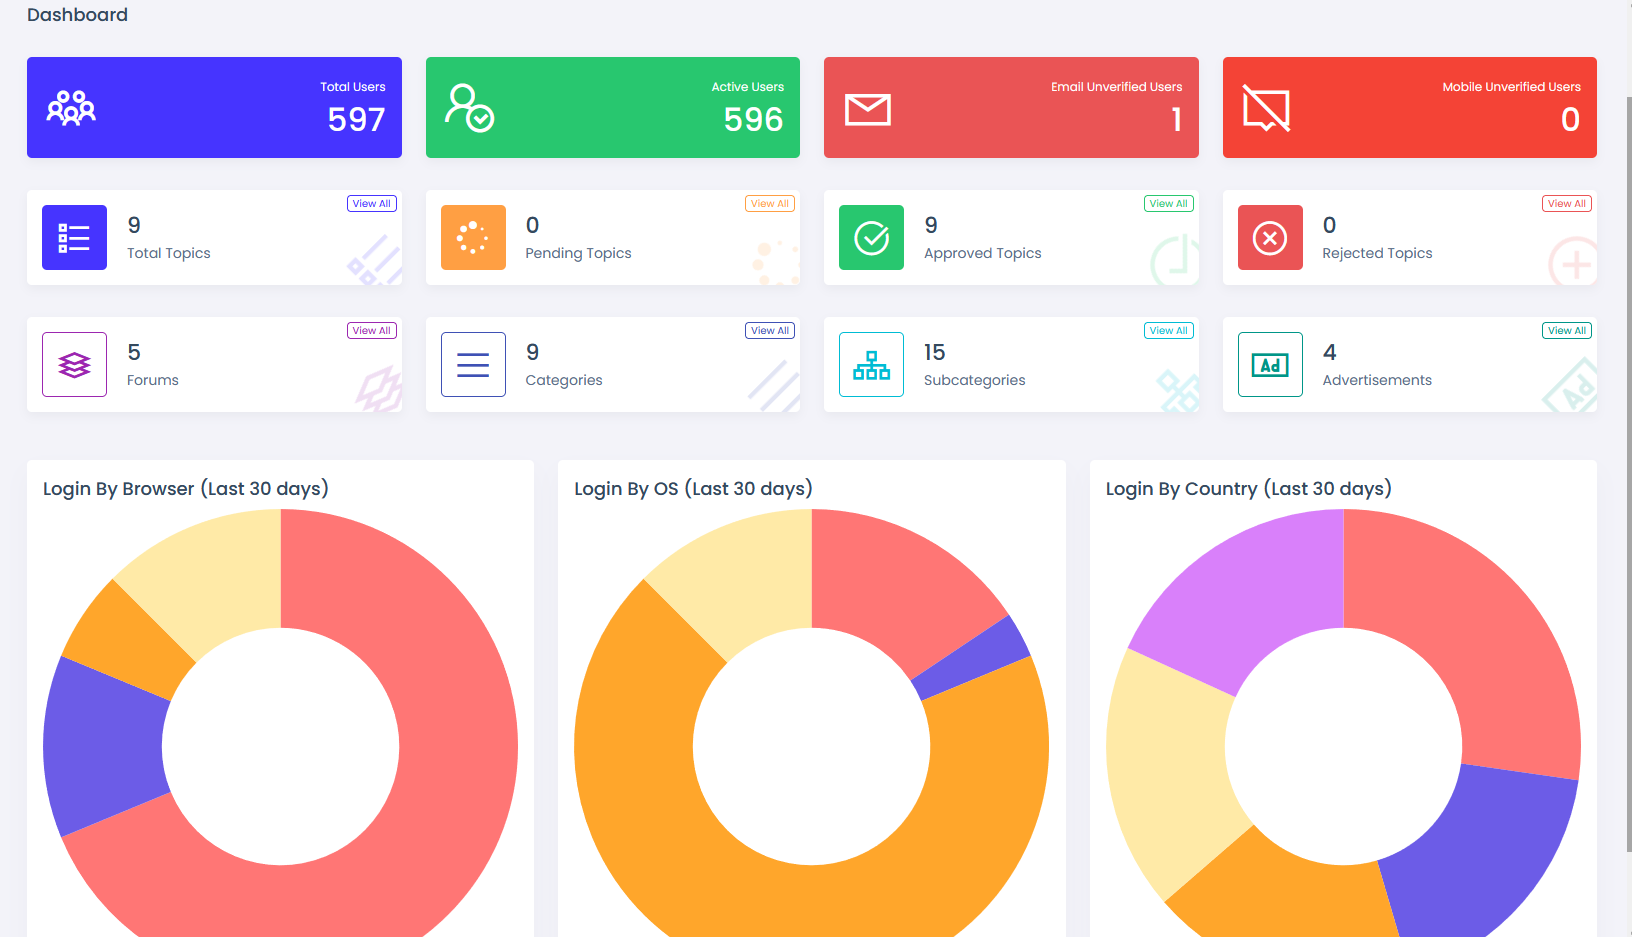 Dashboard
Total Users
597
Active Users
596
Email Unverified Users
1
Mobile Unverified Users
0
View All
9
Total Topics
View All
0
Pending Topics
View All
9
Approved Topics
View All
0
Rejected Topics
View All
5
Forums
View All
9
Categories
View All
15
Subcategories
View All
Ad
4
Advertisements
Ad
Login By Browser (Last 30 days)
Login By OS (Last 30 days)
Login By Country (Last 30 days)